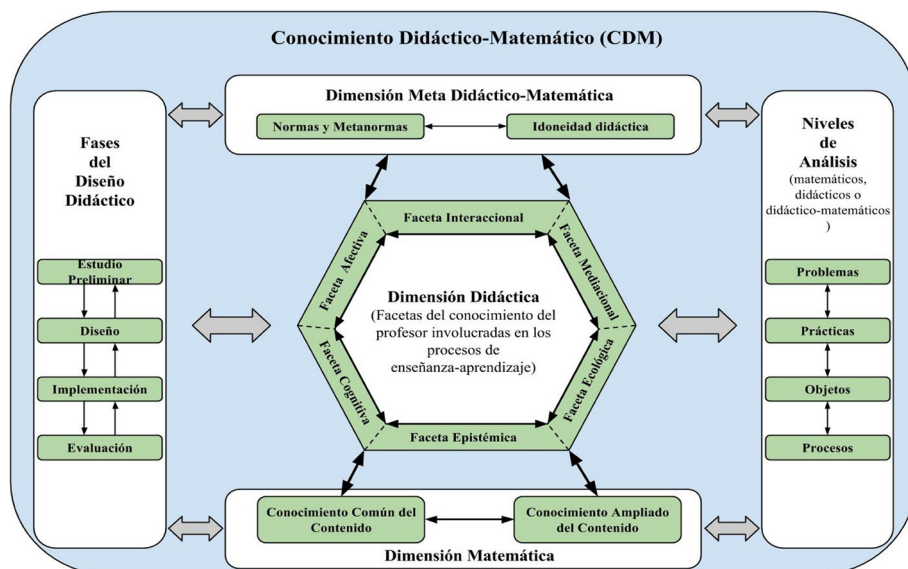 Conocimiento Didáctico-Matemático (CDM)
Dimensión Meta Didáctico-Matemática
Normas y Metanormas
Idoneidad didáctica
Fases
del
Diseño
Didáctico
Estudio
Preliminar
Diseño
Implementación
Evaluación
Faceta Interaccional
Faceta Afectiva
Faceta Mediacional
Dimensión Didáctica
(Facetas del conocimiento del
profesor involucradas en los
procesos de
enseñanza-aprendizaje)
Faceta Cognitiva
Faceta Ecológica
Faceta Epistémica
Niveles
de
Análisis
(matemáticos,
didácticos o
didáctico-matemáticos
)
Problemas
Prácticas
Objetos
Procesos
Conocimiento Común del
Contenido
Conocimiento Ampliado
del Contenido
Dimensión Matemática